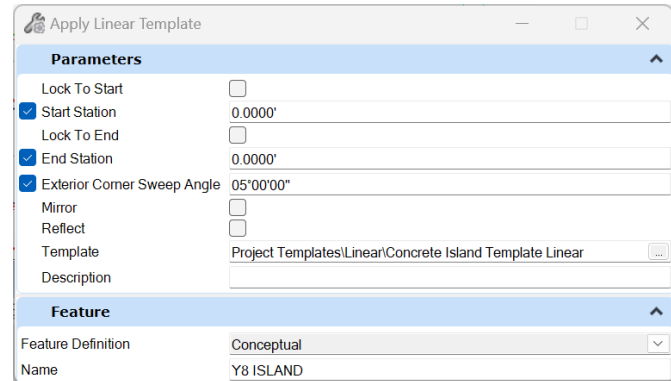 Apply Linear Template
Parameters
Lock To Start
Start Station 0.0000'
Lock To End
End Station 0.0000'
Exterior Corner Sweep Angle 05°00'00"
Mirror
Reflect
Template Project Templates\Linear\Concrete Island Template Linear ...
Description
Feature
Feature Definition Conceptual
Name Y8 ISLAND